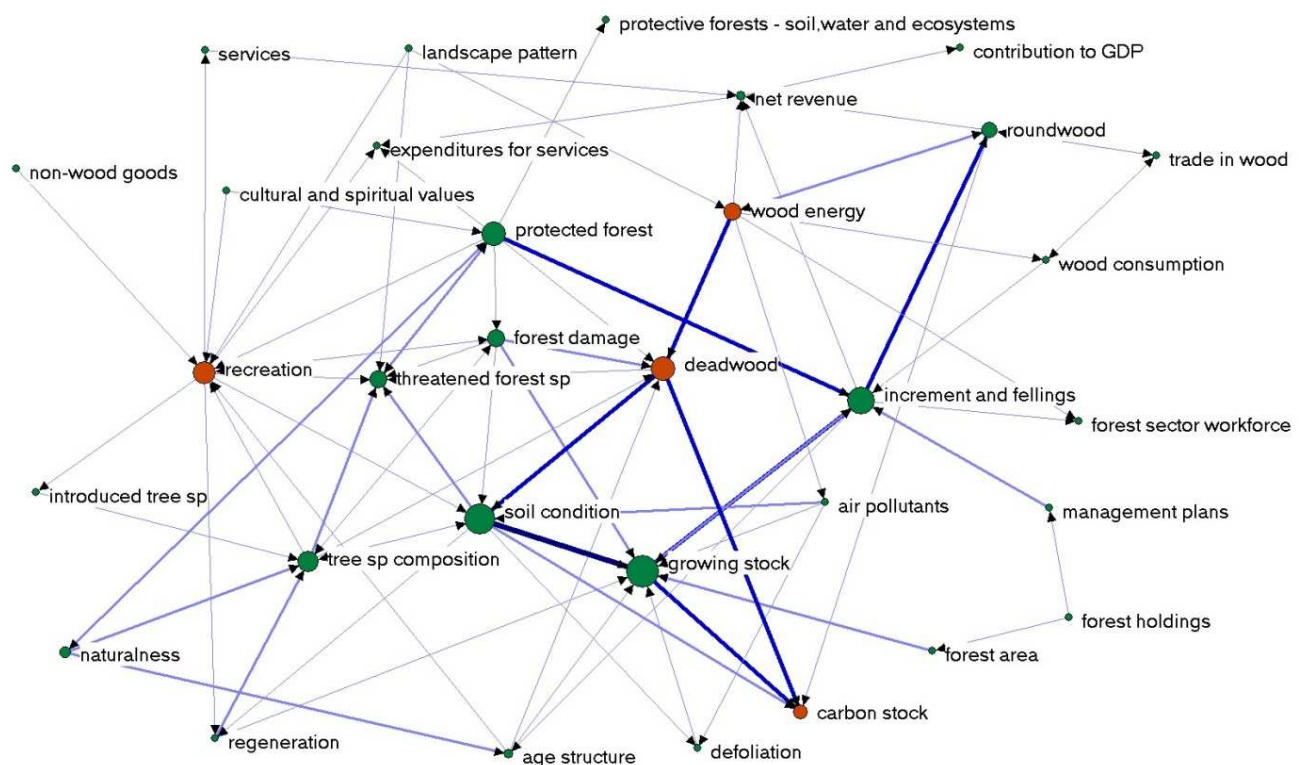 protective forests - soil,water and ecosystems
services
landscape pattern
contribution to GDP
net revenue
roundwood
expenditures for services
trade in wood
non-wood goods
cultural and spiritual values
wood energy
protected forest
wood consumption
forest damage
deadwood
recreation
threatened forest sp
increment and fellings
forest sector workforce
introduced tree sp
soil condition
air pollutants
management plans
tree sp composition
growing stock
forest holdings
naturalness
forest area
carbon stock
regeneration
age structure
defoliation